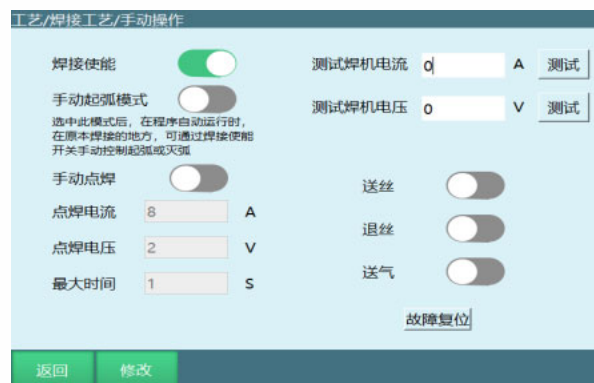 工艺/焊接工艺/手动操作
焊接使能
测试焊机电流 0 A 测试
手动起弧模式
测试焊机电压 0 V 测试
选中此模式后，在程序自动运行时，
在原本焊接的地方，可通过焊接使能
开关手动控制起弧或灭弧
手动点焊
送丝
点焊电流 8 A
退丝
点焊电压 2 V
送气
最大时间 1 S
故障复位
返回 修改